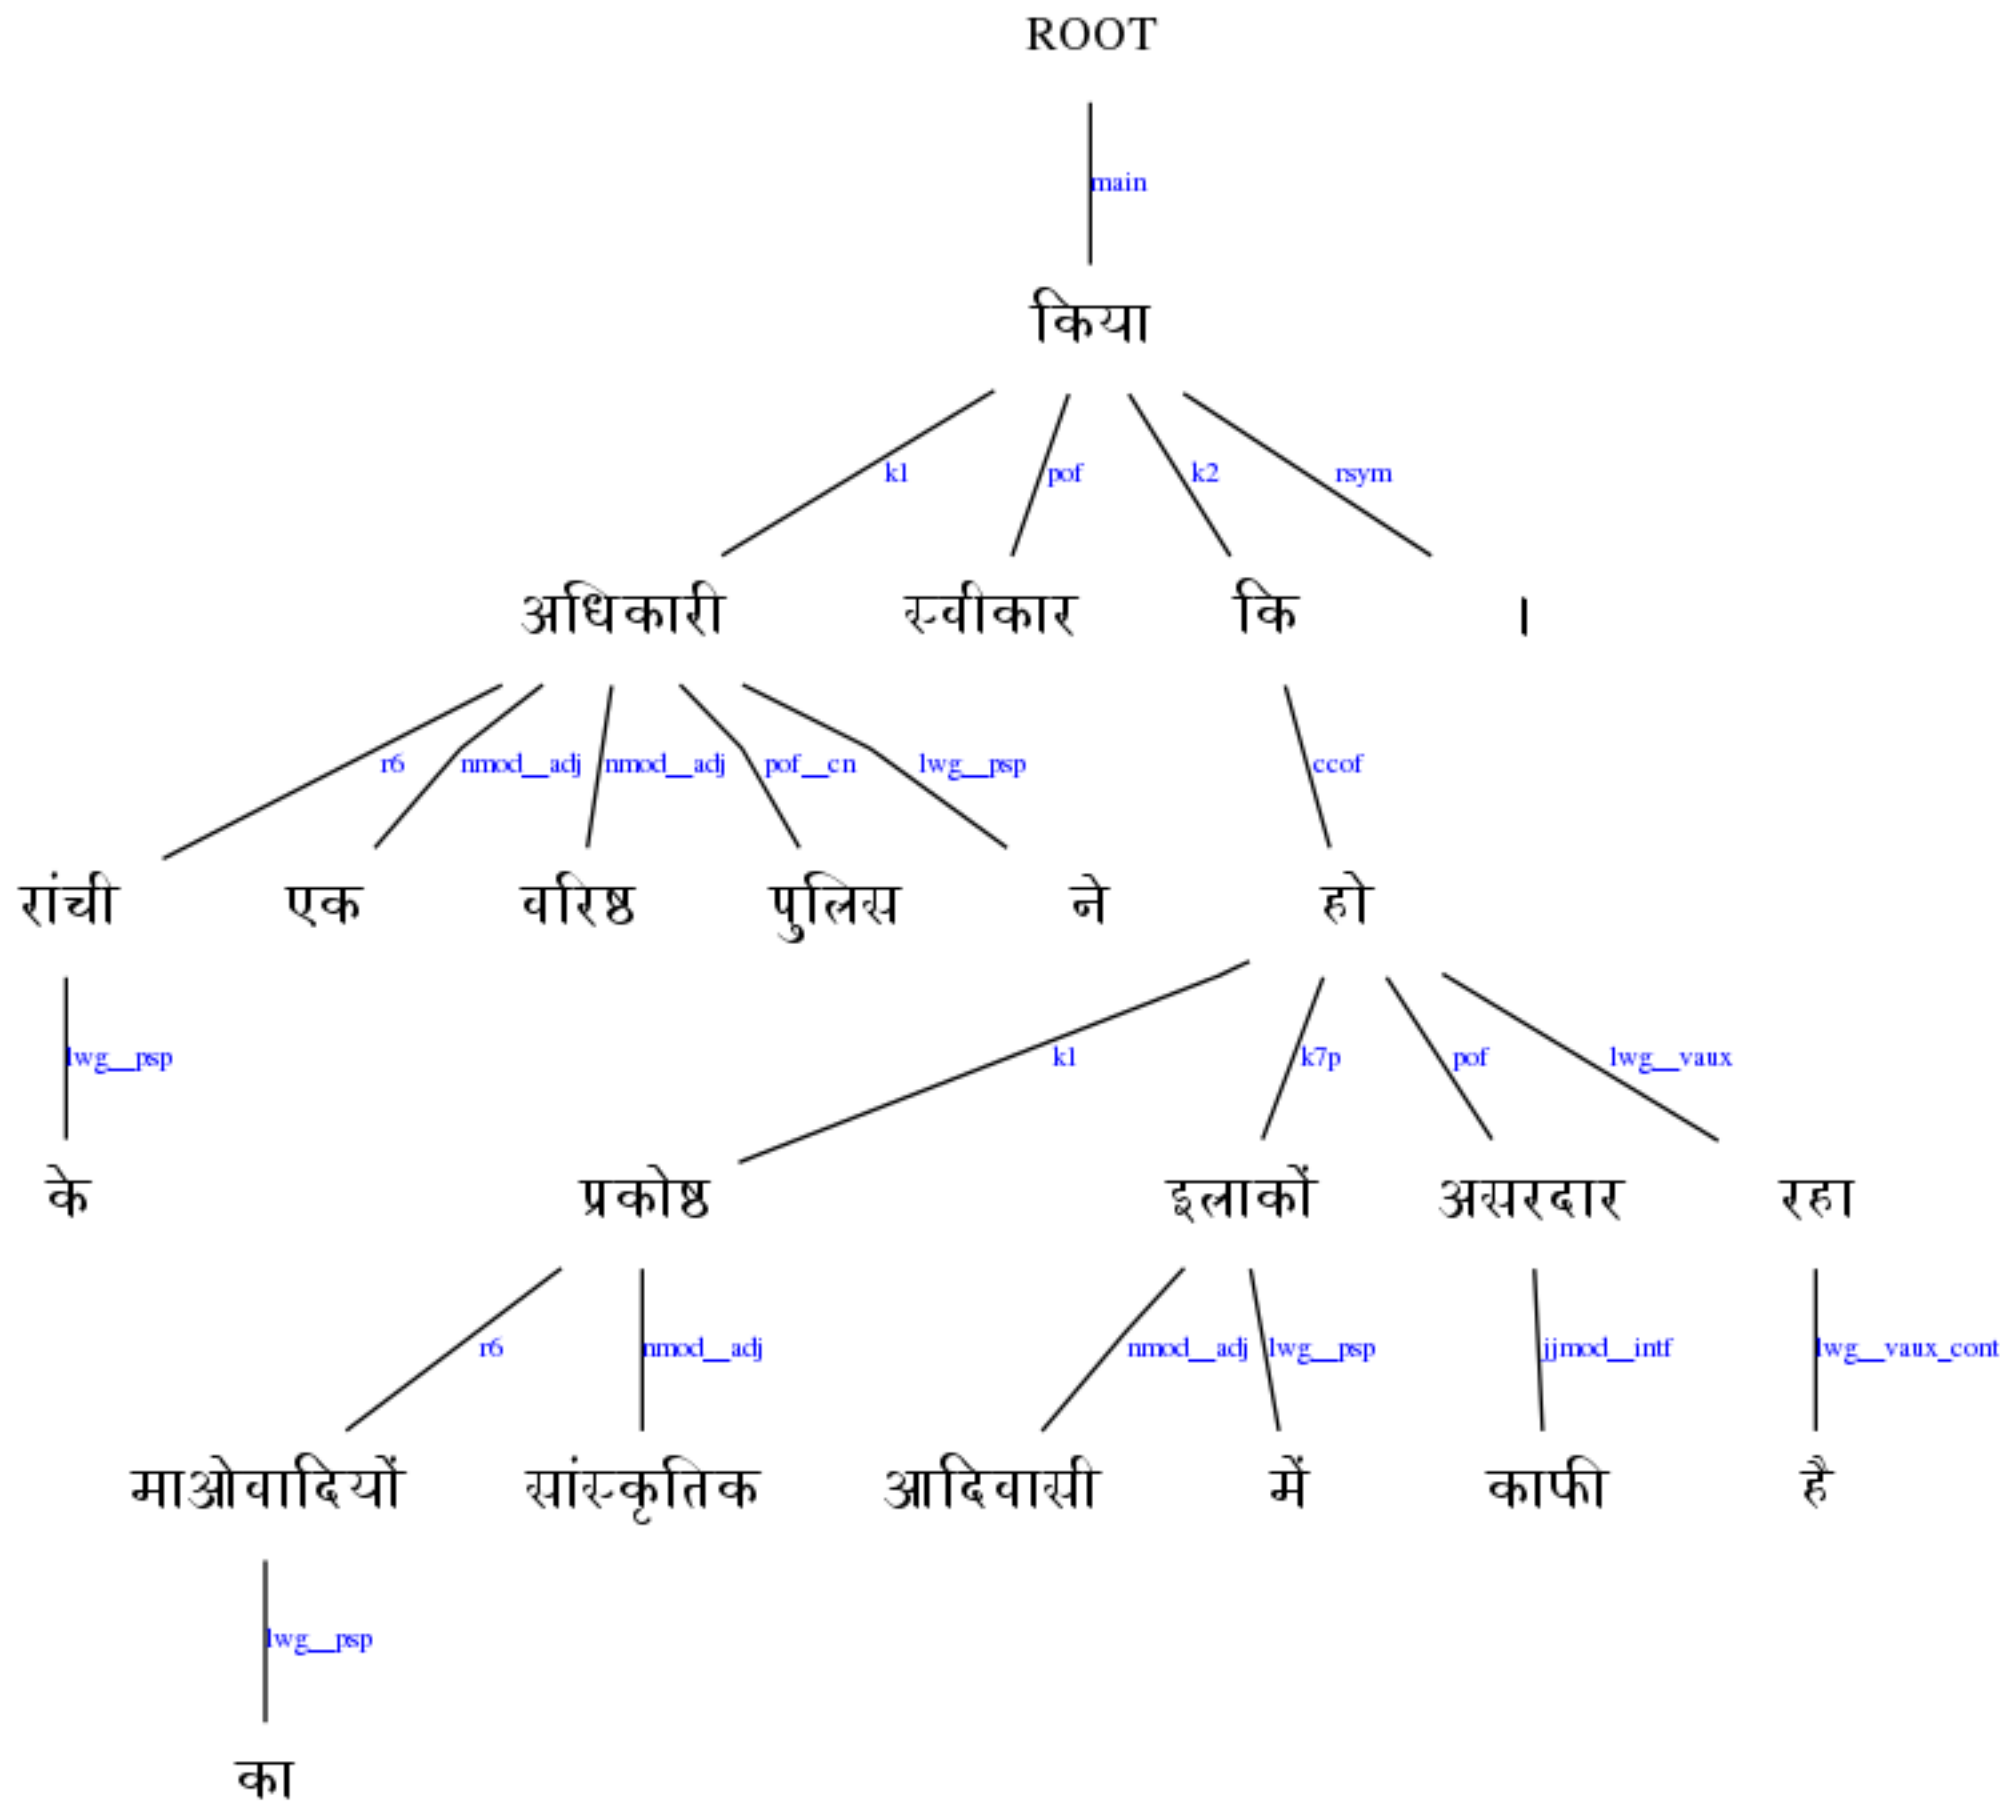 ROOT
main
किया
k1 pof k2 rsym
अधिकारी स्वीकार कि ।
r6 nmod__adj nmod__adj pof__cn lwg__psp ccof
रांची एक वरिष्ठ पुलिस ने हो
lwg__psp k1 k7p pof lwg__vaux
के प्रकोष्ठ इलाकों असरदार रहा
r6 nmod__adj nmod__adj lwg__psp jjmod__intf lwg__vaux_cont
माओवादियों सांस्कृतिक आदिवासी में काफी है
lwg__psp
का